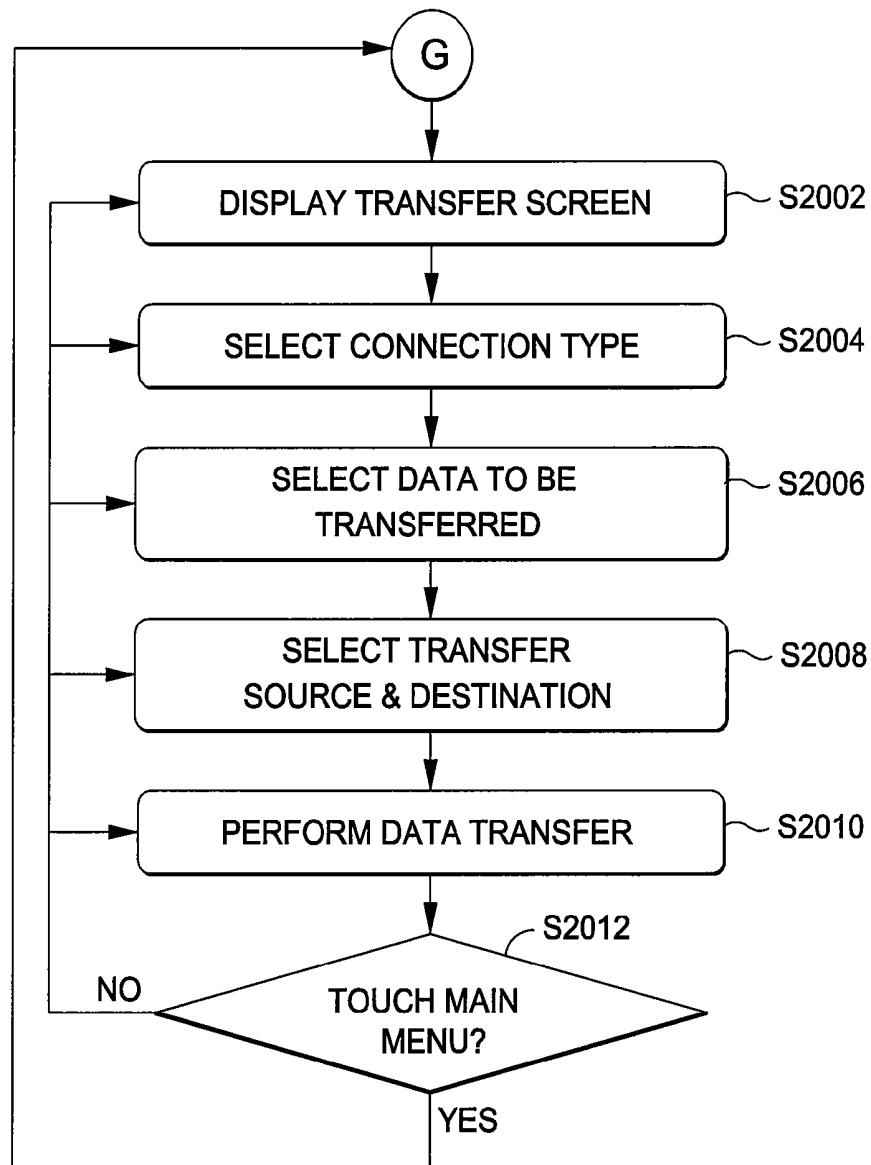 G
DISPLAY TRANSFER SCREEN
S2002
SELECT CONNECTION TYPE
S2004
SELECT DATA TO BE
TRANSFERRED
S2006
SELECT TRANSFER
SOURCE & DESTINATION
S2008
PERFORM DATA TRANSFER
S2010
S2012
NO
TOUCH MAIN
MENU?
YES